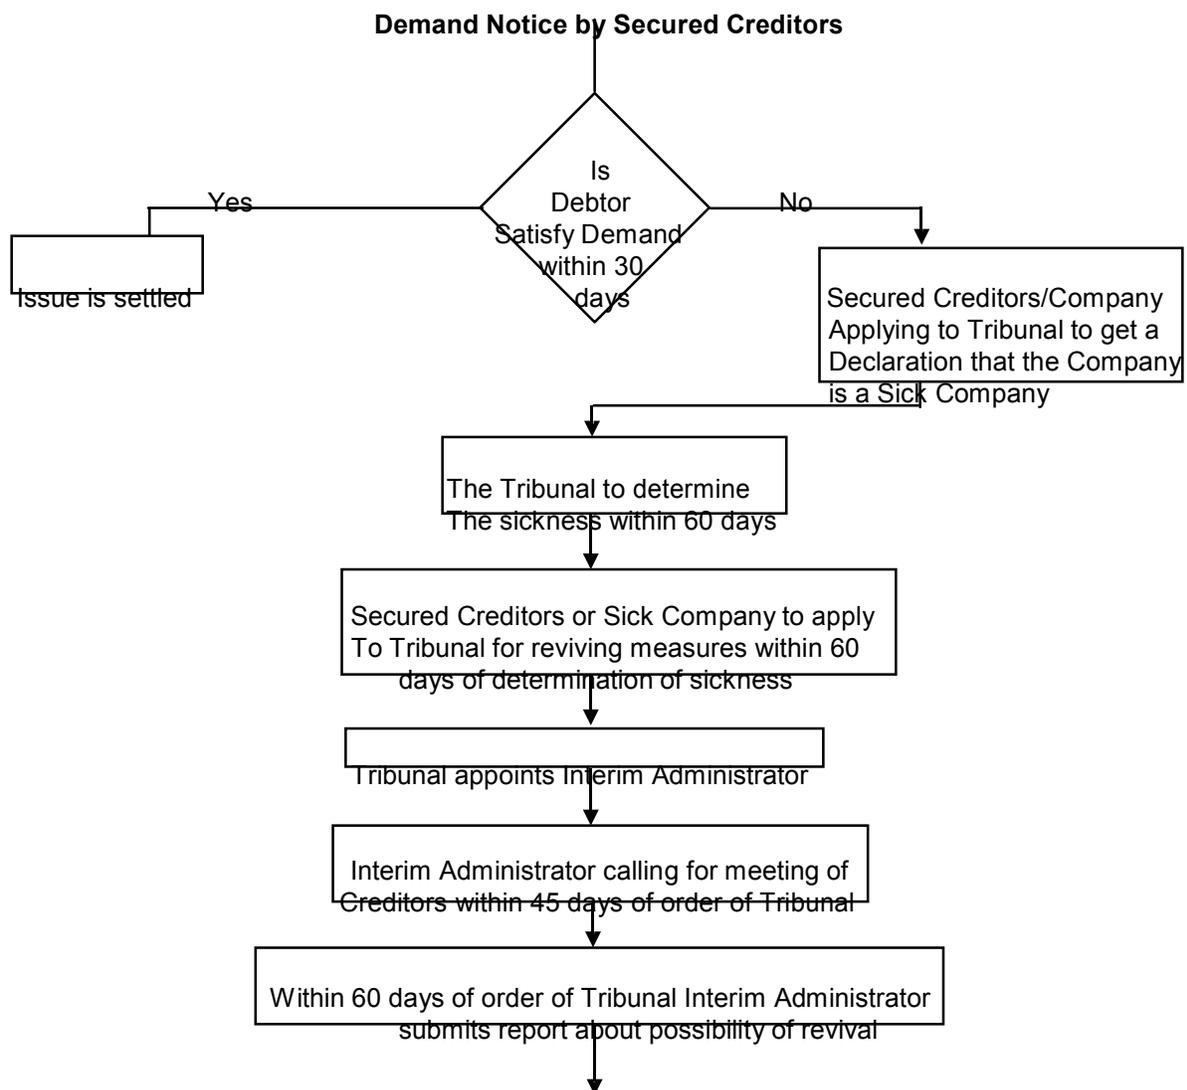 Demand Notice by Secured Creditors
Is
Debtor
Satisfy Demand
within 30
days
Yes
No
Issue is settled
Secured Creditors/Company
Applying to Tribunal to get a
Declaration that the Company
is a Sick Company
The Tribunal to determine
The sickness within 60 days
Secured Creditors or Sick Company to apply
To Tribunal for reviving measures within 60
days of determination of sickness
Tribunal appoints Interim Administrator
Interim Administrator calling for meeting of
Creditors within 45 days of order of Tribunal
Within 60 days of order of Tribunal Interim Administrator
submits report about possibility of revival